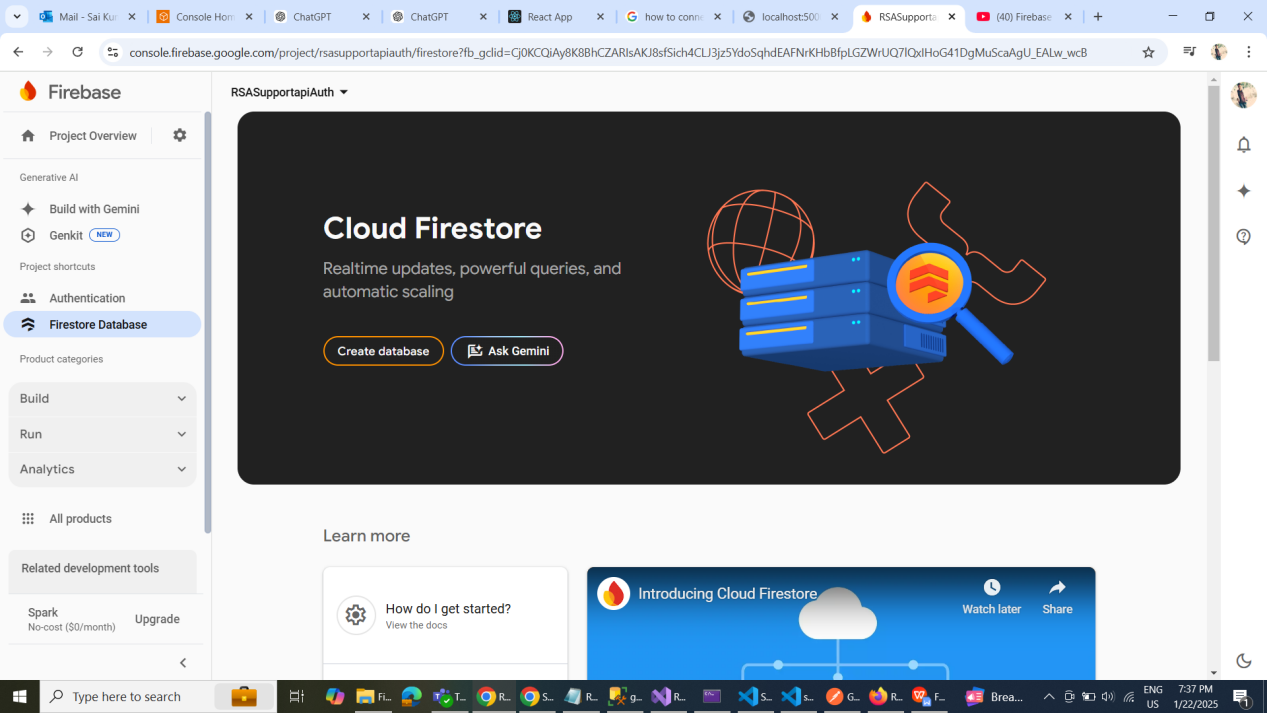 Mail - Sai Kur
Console Hom
ChatGPT
ChatGPT
React App
how to conne
localhost:500
RSASupporta
(40) Firebase
console.firebase.google.com/project/rsasupportapiauth/firestore?fb_gclid=Cj0KCQiAy8K8BhCZARIsAKJ8sfSich4CLJ3jz5YdoSqhdEAFNrKHbBfpLGZWrUQ7lQxlHoG41DgMuScaAgU_EALw_wcB
Firebase
RSASupportapiAuth
Project Overview
Generative AI
Build with Gemini
Genkit NEW
Project shortcuts
Authentication
Firestore Database
Product categories
Build
Run
Analytics
All products
Related development tools
Spark
No-cost ($0/month)
Upgrade
Cloud Firestore
Realtime updates, powerful queries, and
automatic scaling
Create database
Ask Gemini
Learn more
How do I get started?
View the docs
Introducing Cloud Firestore
Watch later
Share
Type here to search
Fi...
T...
R...
S...
R...
g...
R...
S...
s...
G...
R...
F...
Brea...
ENG
US
7:37 PM
1/22/2025
1